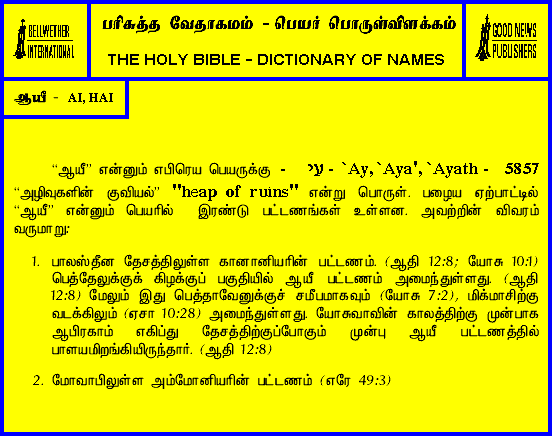 BELLWETHER
INTERNATIONAL
பரிசுத்த வேதாகமம் - பெயர் பொருள்விளக்கம்
THE HOLY BIBLE - DICTIONARY OF NAMES
GOOD NEWS
PUBLISHERS
ஆயீ - AI, HAI
“ஆயீ” என்னும் எபிரெய பெயருக்கு - עי - `Ay, `Aya', `Ayath - 5857
“அழிவுகளின் குவியல்” "heap of ruins" என்று பொருள். பழைய ஏற்பாட்டில்
“ஆயீ” என்னும் பெயரில் இரண்டு பட்டணங்கள் உள்ளன. அவற்றின் விவரம்
வருமாறு:
1. பாலஸ்தீன தேசத்திலுள்ள கானானியரின் பட்டணம். (ஆதி 12:8; யோசு 10:1)
பெத்தேலுக்குக் கிழக்குப் பகுதியில் ஆயீ பட்டணம் அமைந்துள்ளது. (ஆதி
12:8) மேலும் இது பெத்தாவேனுக்குச் சமீபமாகவும் (யோசு 7:2), மிக்மாசிற்கு
வடக்கிலும் (ஏசா 10:28) அமைந்துள்ளது. யோசுவாவின் காலத்திற்கு முன்பாக
ஆபிரகாம் எகிப்து தேசத்திற்குப்போகும் முன்பு ஆயீ பட்டணத்தில்
பாளயமிறங்கியிருந்தார். (ஆதி 12:8)
2. மோவாபிலுள்ள அம்மோனியரின் பட்டணம் (எரே 49:3)